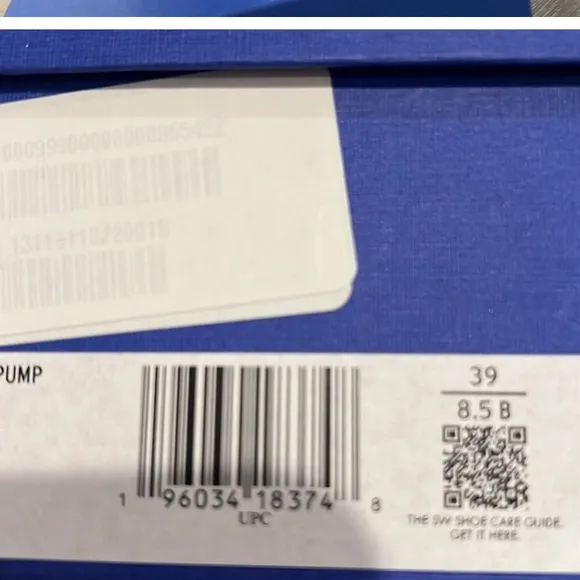 PUMP
39
8.5 B
1 96034 18374 8
UPC
THE SW SHOE CARE GUIDE.
GET IT HERE.